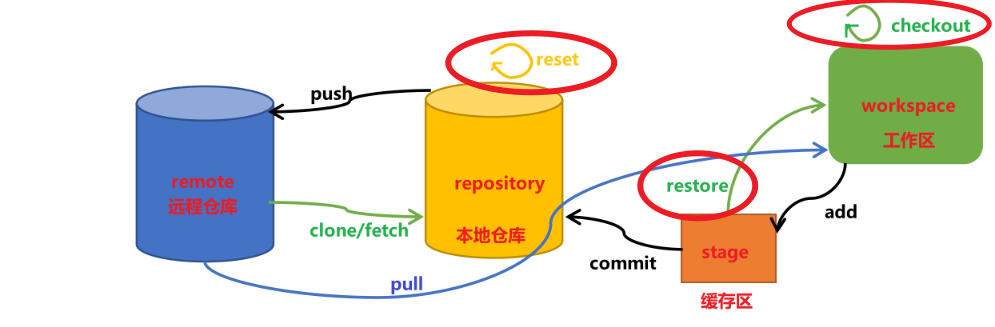 checkout
reset
push
workspace
工作区
remote
远程仓库
repository
本地仓库
restore
add
clone/fetch
commit
stage
pull
缓存区